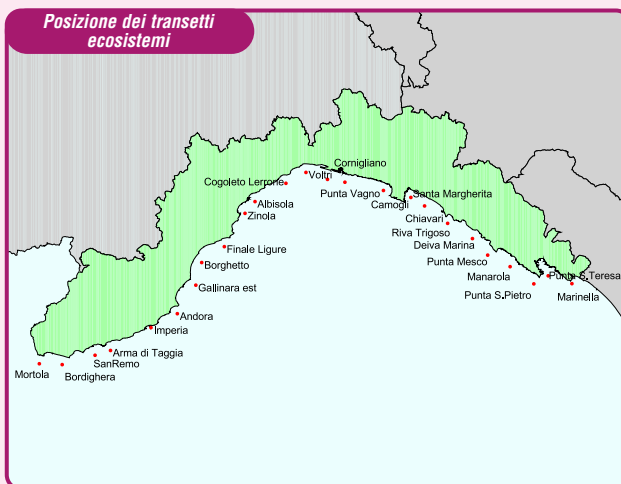 Posizione dei transetti
ecosistemi
Cornigliano
Voltri
Cogoleto Lerrone
Punta Vagno
Santa Margherita
Camogli
Albisola
Zinola
Chiavari
Riva Trigoso
Deiva Marina
Finale Ligure
Punta Mesco
Borghetto
Manarola
Punta S.Teresa
Gallinara est
Punta S.Pietro
Marinella
Andora
Imperia
Arma di Taggia
SanRemo
Mortola
Bordighera